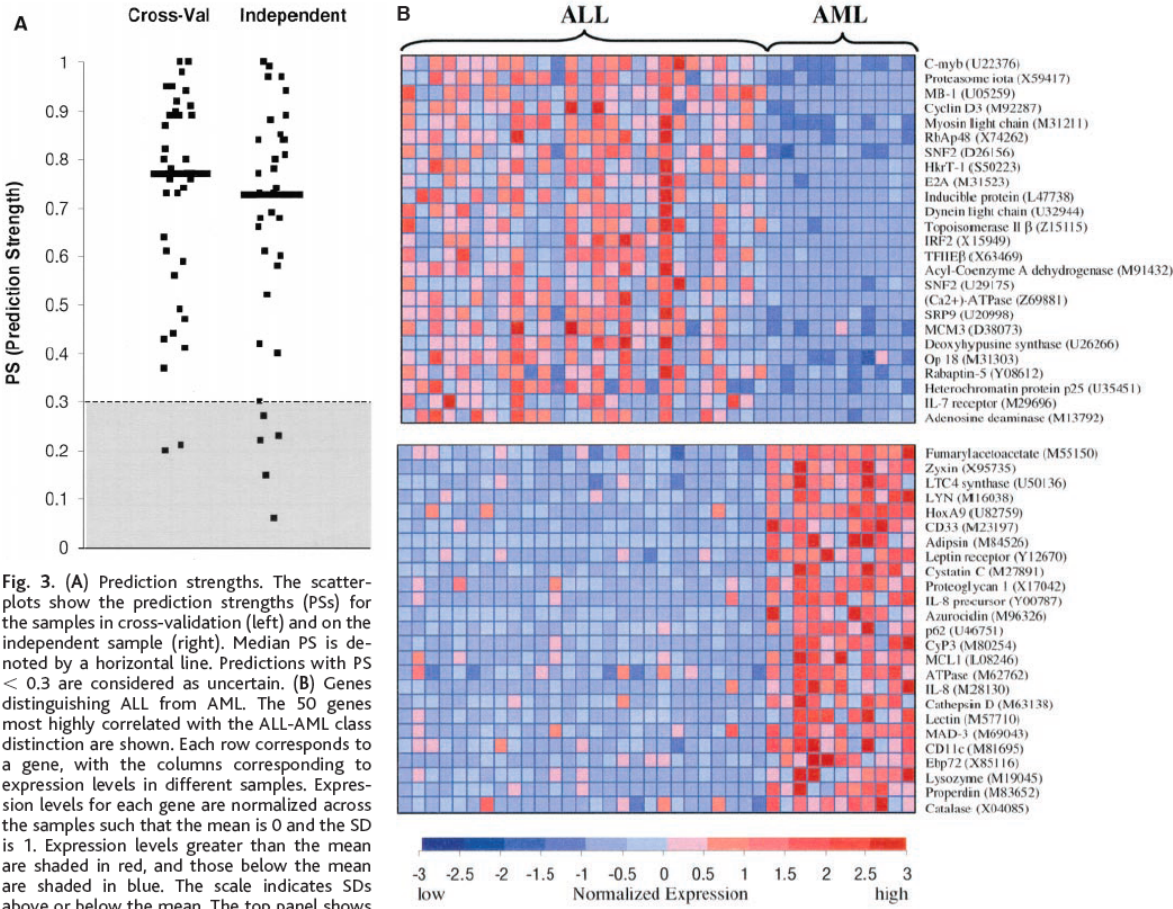 A
Cross-Val Independent
PS (Prediction Strength)
1
0.9
0.8
0.7
0.6
0.5
0.4
0.3
0.2
0.1
0
Fig. 3. (A) Prediction strengths. The scatter-
plots show the prediction strengths (PSs) for
the samples in cross-validation (left) and on the
independent sample (right). Median PS is de-
noted by a horizontal line. Predictions with PS
< 0.3 are considered as uncertain. (B) Genes
distinguishing ALL from AML. The 50 genes
most highly correlated with the ALL-AML class
distinction are shown. Each row corresponds to
a gene, with the columns corresponding to
expression levels in different samples. Expres-
sion levels for each gene are normalized across
the samples such that the mean is 0 and the SD
is 1. Expression levels greater than the mean
are shaded in red, and those below the mean
are shaded in blue. The scale indicates SDs
above or below the mean. The top panel shows
B
ALL AML
C-myb (U22376)
Proteasome iota (X59417)
MB-1 (U05259)
Cyclin D3 (M92287)
Myosin light chain (M31211)
RbAp48 (X74262)
SNF2 (D26156)
HkrT-1 (S50223)
E2A (M31523)
Inducible protein (L47738)
Dynein light chain (U32944)
Topoisomerase II β (Z15115)
IRF2 (X15949)
TFIIEβ (X63469)
Acyl-Coenzyme A dehydrogenase (M91432)
SNF2 (U29175)
(Ca2+)-ATPase (Z69881)
SRP9 (U20998)
MCM3 (D38073)
Deoxyhypusine synthase (U26266)
Op 18 (M31303)
Rabaptin-5 (Y08612)
Heterochromatin protein p25 (U35451)
IL-7 receptor (M29696)
Adenosine deaminase (M13792)
Fumarylacetoacetate (M55150)
Zyxin (X95735)
LTC4 synthase (U50136)
LYN (M16038)
HoxA9 (U82759)
CD33 (M23197)
Adipsin (M84526)
Leptin receptor (Y12670)
Cystatin C (M27891)
Proteoglycan 1 (X17042)
IL-8 precursor (Y00787)
Azurocidin (M96326)
p62 (U46751)
CyP3 (M80254)
MCL1 (L08246)
ATPase (M62762)
IL-8 (M28130)
Cathepsin D (M63138)
Lectin (M57710)
MAD-3 (M69043)
CD11c (M81695)
Ebp72 (X85116)
Lysozyme (M19045)
Properdin (M83652)
Catalase (X04085)
-3 -2.5 -2 -1.5 -1 -0.5 0 0.5 1 1.5 2 2.5 3
low Normalized Expression high